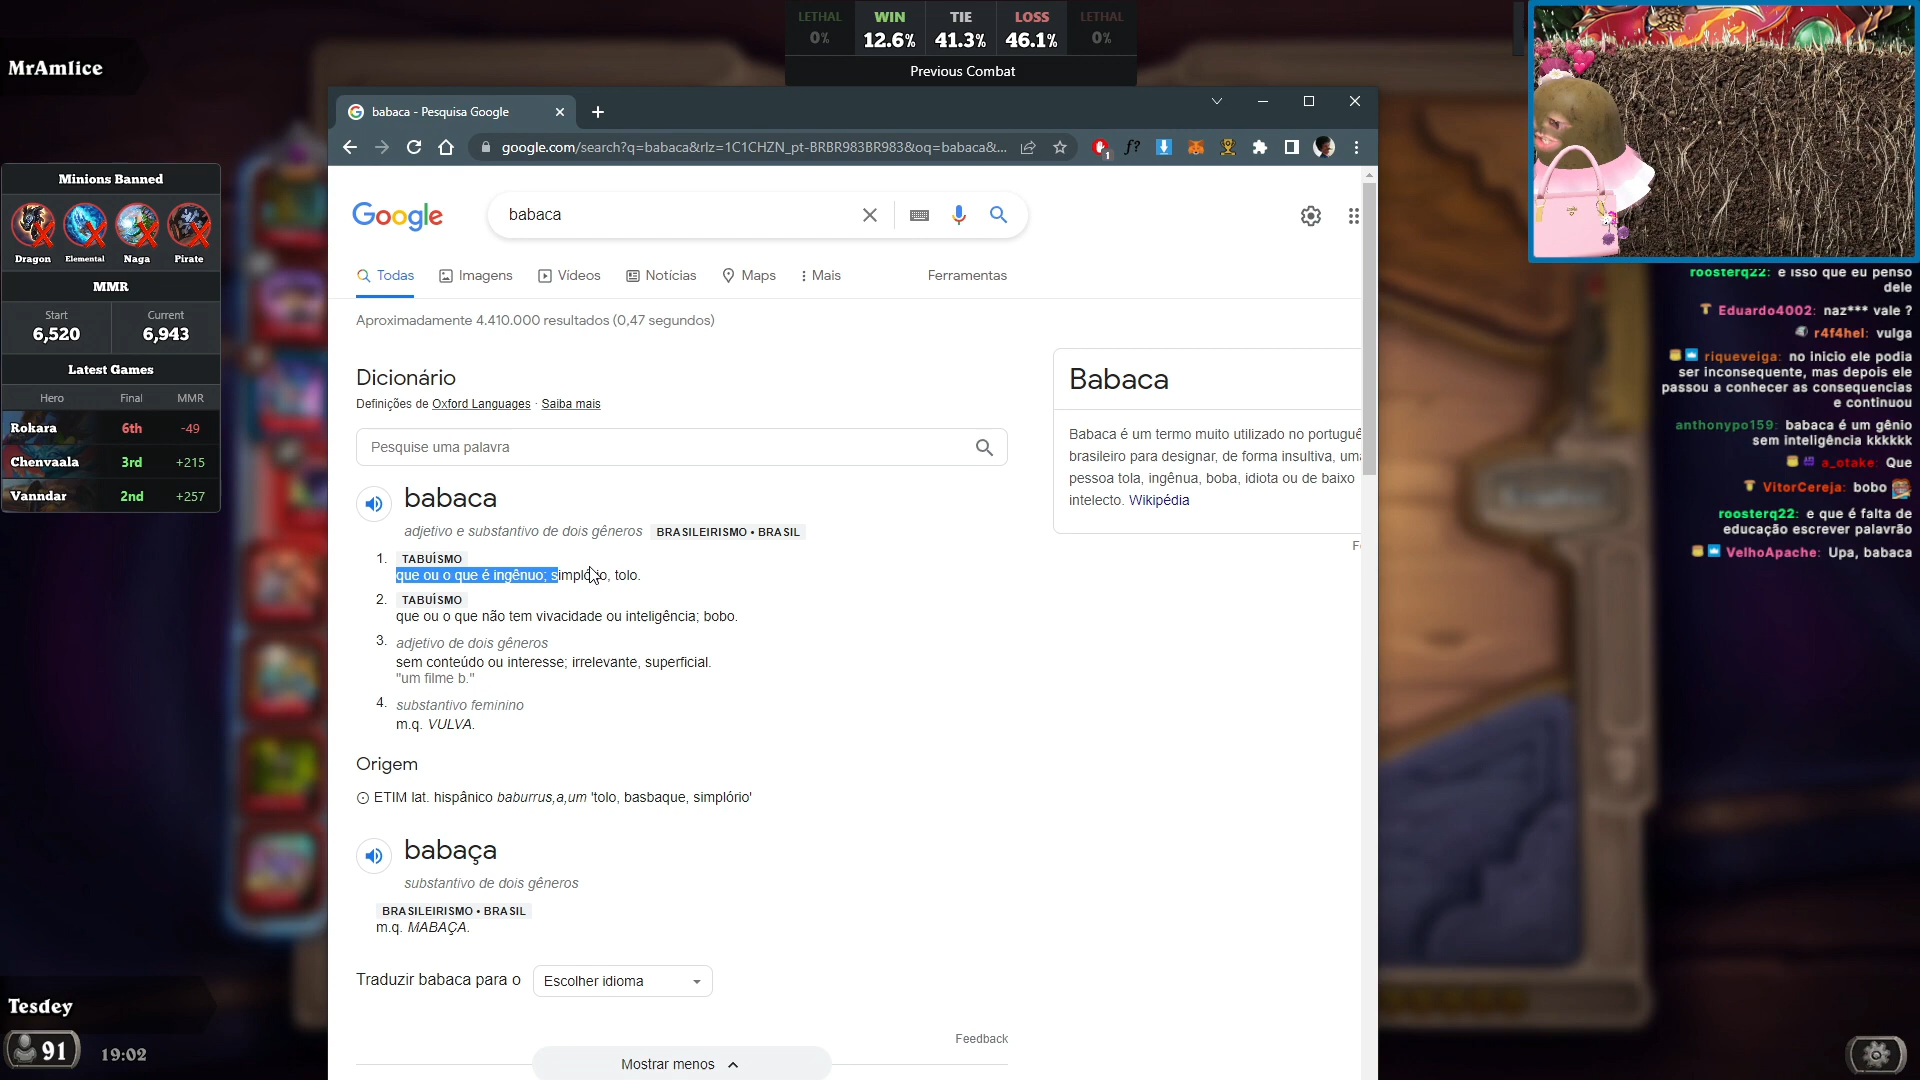 LETHAL WIN TIE LOSS LETHAL
0% 12.6% 41.3% 46.1% 0%
Previous Combat
MrAmIice
Minions Banned
Dragon Elemental Naga Pirate
MMR
Start Current
6,520 6,943
Latest Games
Hero Final MMR
Rokara 6th -49
Chenvaala 3rd +215
Vanndar 2nd +257
Tesdey
91 19:02
babaca - Pesquisa Google
google.com/search?q=babaca&rlz=1C1CHZN_pt-BRBR983BR983&oq=babaca&...
Google
babaca
Todas Imagens Vídeos Notícias Maps Mais Ferramentas
Aproximadamente 4.410.000 resultados (0,47 segundos)
Dicionário
Definições de Oxford Languages · Saiba mais
Pesquise uma palavra
babaca
adjetivo e substantivo de dois gêneros BRASILEIRISMO • BRASIL
1. TABUÍSMO
que ou o que é ingênuo; simplório, tolo.
2. TABUÍSMO
que ou o que não tem vivacidade ou inteligência; bobo.
3. adjetivo de dois gêneros
sem conteúdo ou interesse; irrelevante, superficial.
"um filme b."
4. substantivo feminino
m.q. VULVA.
Origem
ETIM lat. hispânico baburrus,a,um 'tolo, basbaque, simplório'
babaça
substantivo de dois gêneros
BRASILEIRISMO • BRASIL
m.q. MABAÇA.
Traduzir babaca para o Escolher idioma
Feedback
Mostrar menos
Babaca
Babaca é um termo muito utilizado no portuguê
brasileiro para designar, de forma insultiva, uma
pessoa tola, ingênua, boba, idiota ou de baixo
intelecto. Wikipédia
roosterq22: e isso que eu penso
dele
Eduardo4002: naz*** vale ?
r4f4hel: vulga
riqueveiga: no inicio ele podia
ser inconsequente, mas depois ele
passou a conhecer as consequencias
e continuou
anthonypo159: babaca é um gênio
sem inteligência kkkkkk
a_otake: Que
VitorCereja: bobo
roosterq22: e que é falta de
educação escrever palavrão
VelhoApache: Upa, babaca